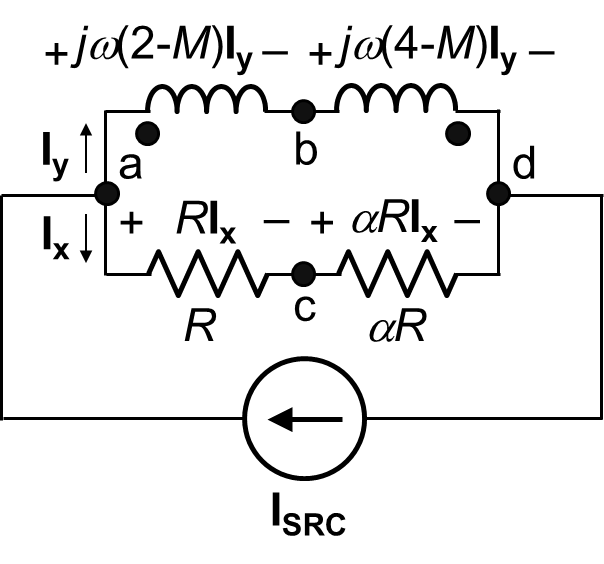 +jω(2-M)Iy – +jω(4-M)Iy –
Iy a b d
Ix + RIx – + αRIx –
R c αR
ISRC